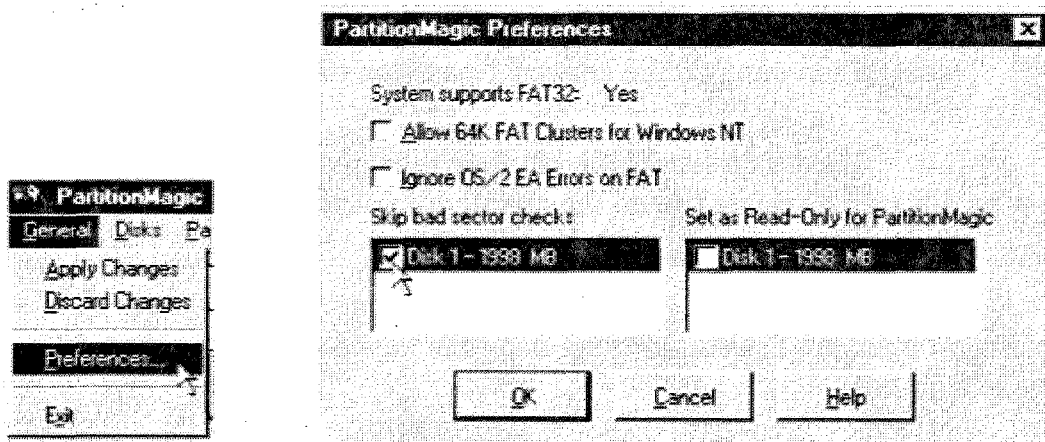 PartitionMagic
General Disks Pa
Apply Changes
Discard Changes
Preferences...
Exit
PartitionMagic Preferences
System supports FAT32: Yes
Allow 64K FAT Clusters for Windows NT
Ignore OS/2 EA Errors on FAT
Skip bad sector checks Set as Read-Only for PartitionMagic
Disk 1 - 1998 MB Disk 1 - 1998 MB
OK Cancel Help